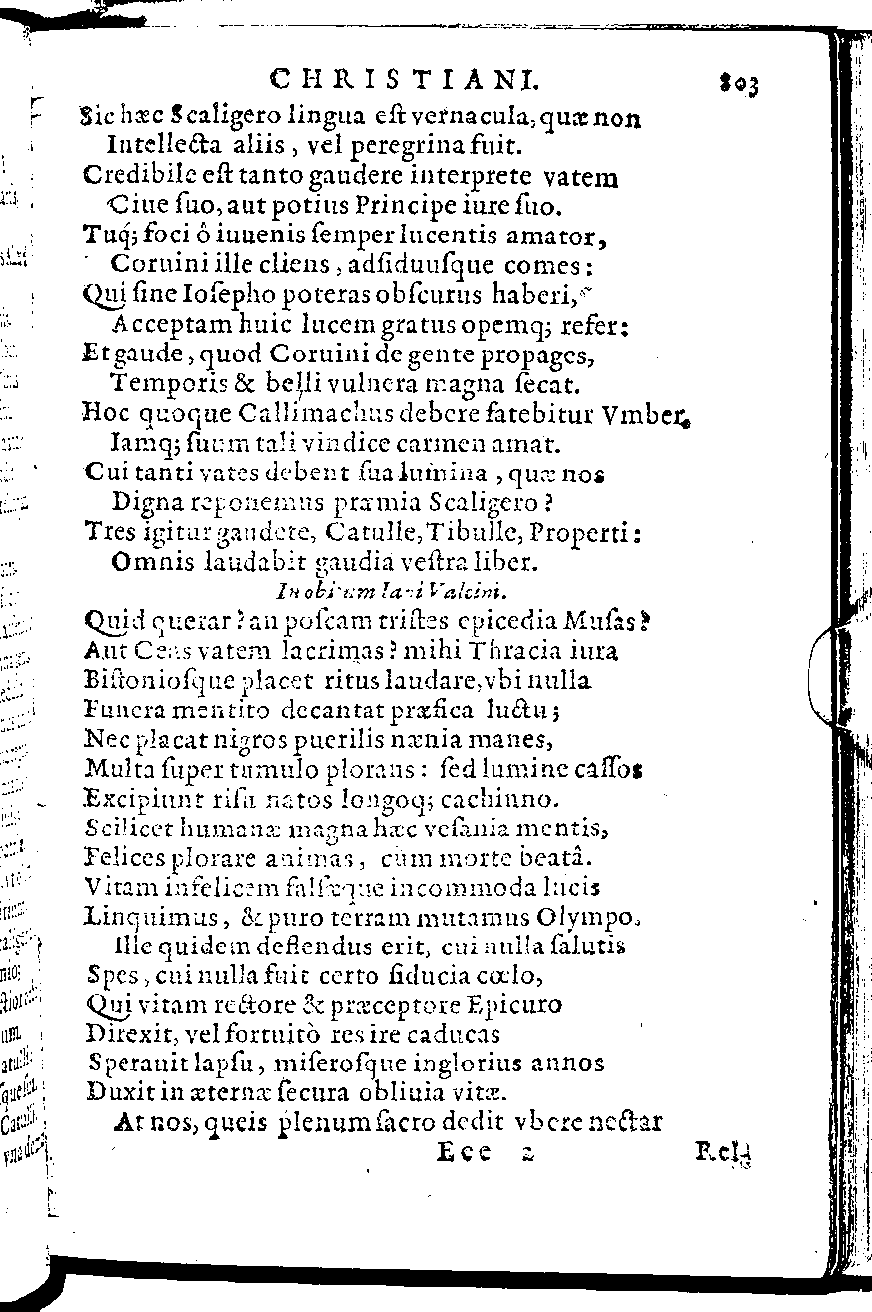 CHRISTIANI. 803
Sic hæc Scaligero lingua eſt vernacula, quæ non
Intellecta aliis, vel peregrina fuit.
Credibile eſt tanto gaudere interprete vatem
Ciue ſuo, aut potius Principe iure ſuo.
Tuq; foci ô iuuenis ſemper lucentis amator,
Coruini ille cliens, adſiduuſque comes:
Qui ſine Ioſepho poteras obſcurus haberi,
Acceptam huic lucem gratus opemq; refer:
Et gaude, quod Coruini de gente propages,
Temporis & belli vulnera magna ſecat.
Hoc quoque Callimachus debere fatebitur Vmber,
Iamq; ſuum tali vindice carmen amat.
Cui tanti vates debent ſua lumina, quæ nos
Digna reponemus præmia Scaligero?
Tres igitur gaudete, Catulle, Tibulle, Properti:
Omnis laudabit gaudia veſtra liber.
In obitum Iani Valcini.
Quid querar? an poſcam triſtes epicedia Muſas?
Aut Ceas vatem lacrimas? mihi Thracia iura
Biſtonioſque placet ritus laudare, vbi nulla
Funera mentito decantat præfica luctu;
Nec placat nigros puerilis nænia manes,
Multa ſuper tumulo plorans: ſed lumine caſſos
Excipiunt riſu natos longoq; cachinno.
Scilicet humanæ magna hæc veſania mentis,
Felices plorare animas, cùm morte beatâ.
Vitam infelicem falſæque incommoda lucis
Linquimus, & puro terram mutamus Olympo.
Ille quidem deflendus erit, cui nulla ſalutis
Spes, cui nulla fuit certo fiducia cœlo,
Qui vitam rectore & præceptore Epicuro
Direxit, vel fortuitò res ire caducas
Sperauit lapſu, miſeroſque inglorius annos
Duxit in æternæ ſecura obliuia vitæ.
At nos, queis plenum ſacro dedit vbere nectar
Eee 2 Reli